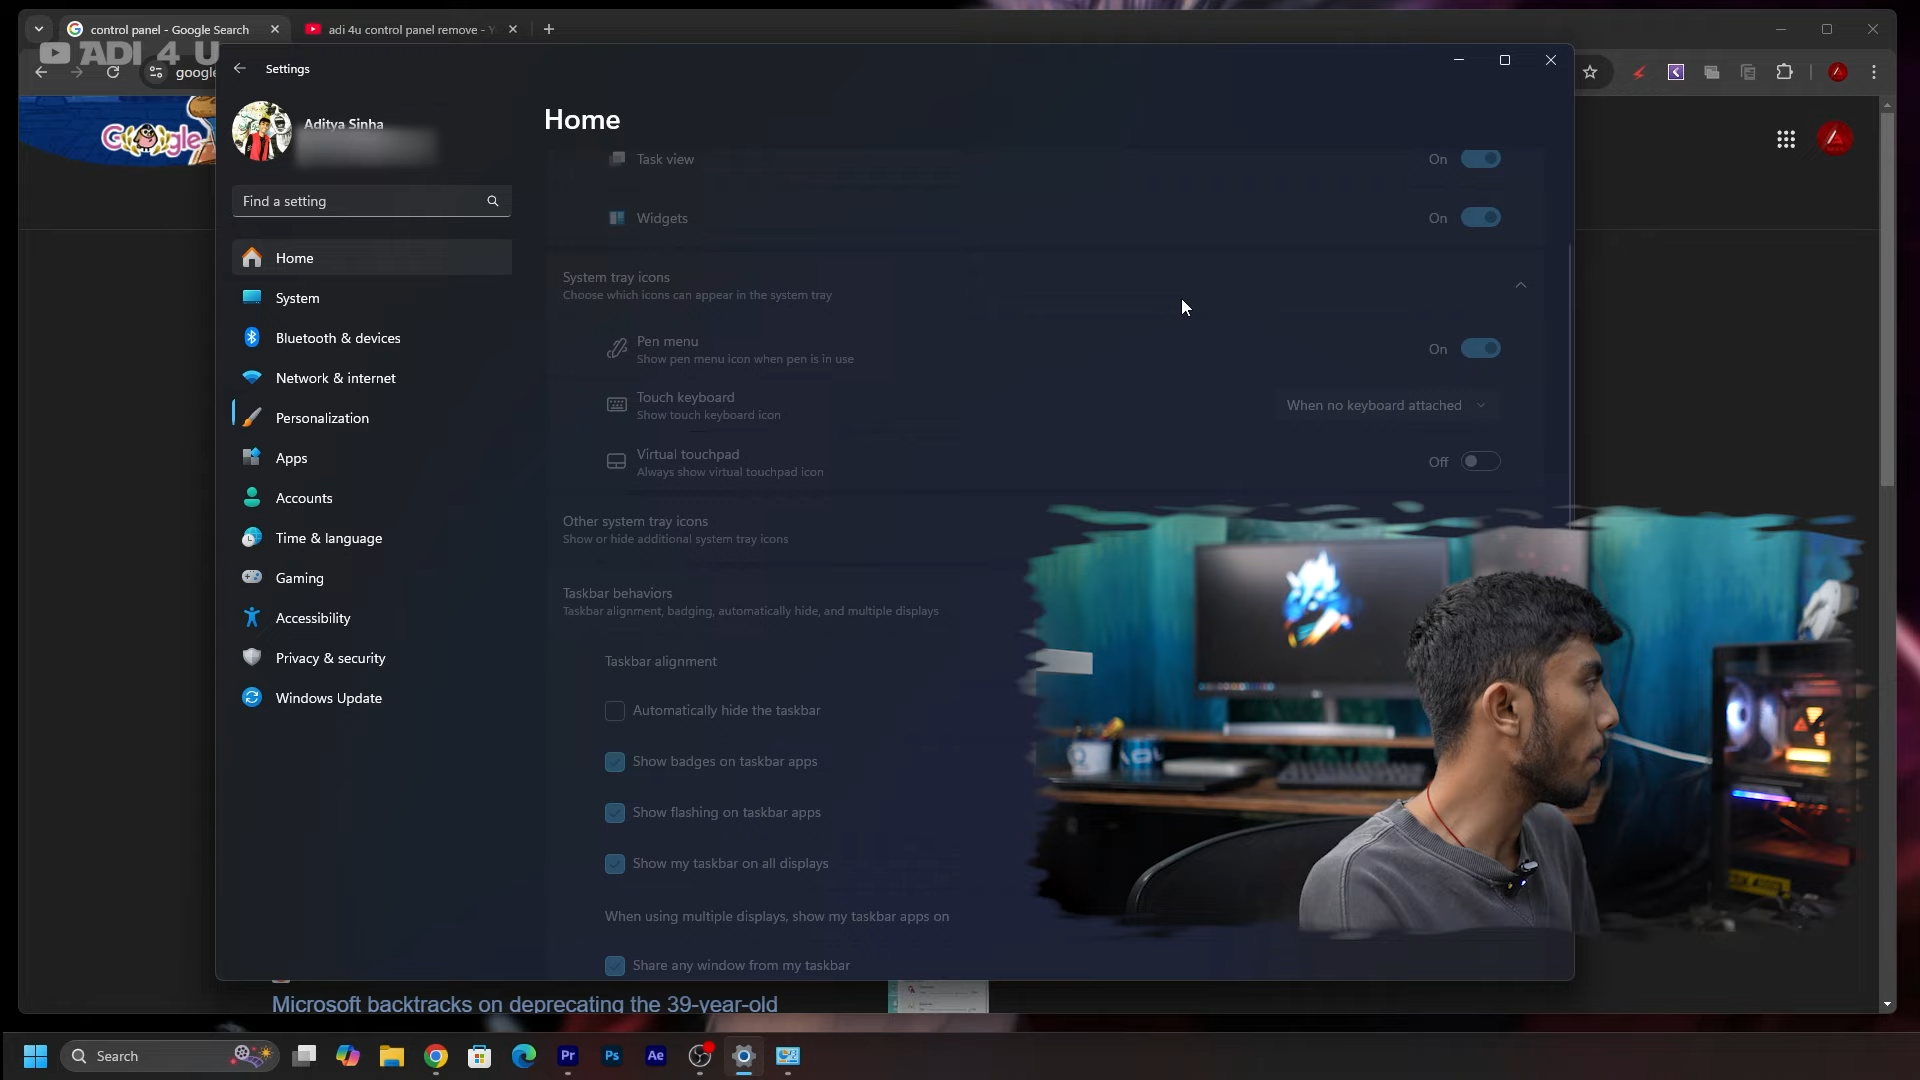 control panel - Google Search
adi 4u control panel remove - Y
ADI 4 U
google
Settings
Google
Aditya Sinha
Find a setting
Home
System
Bluetooth & devices
Network & internet
Personalization
Apps
Accounts
Time & language
Gaming
Accessibility
Privacy & security
Windows Update
Home
Task view
On
Widgets
On
System tray icons
Choose which icons can appear in the system tray
Pen menu
Show pen menu icon when pen is in use
On
Touch keyboard
Show touch keyboard icon
When no keyboard attached
Virtual touchpad
Always show virtual touchpad icon
Off
Other system tray icons
Show or hide additional system tray icons
Taskbar behaviors
Taskbar alignment, badging, automatically hide, and multiple displays
Taskbar alignment
Automatically hide the taskbar
Show badges on taskbar apps
Show flashing on taskbar apps
Show my taskbar on all displays
When using multiple displays, show my taskbar apps on
Share any window from my taskbar
Microsoft backtracks on deprecating the 39-year-old
Search
Pr
Ps
Ae